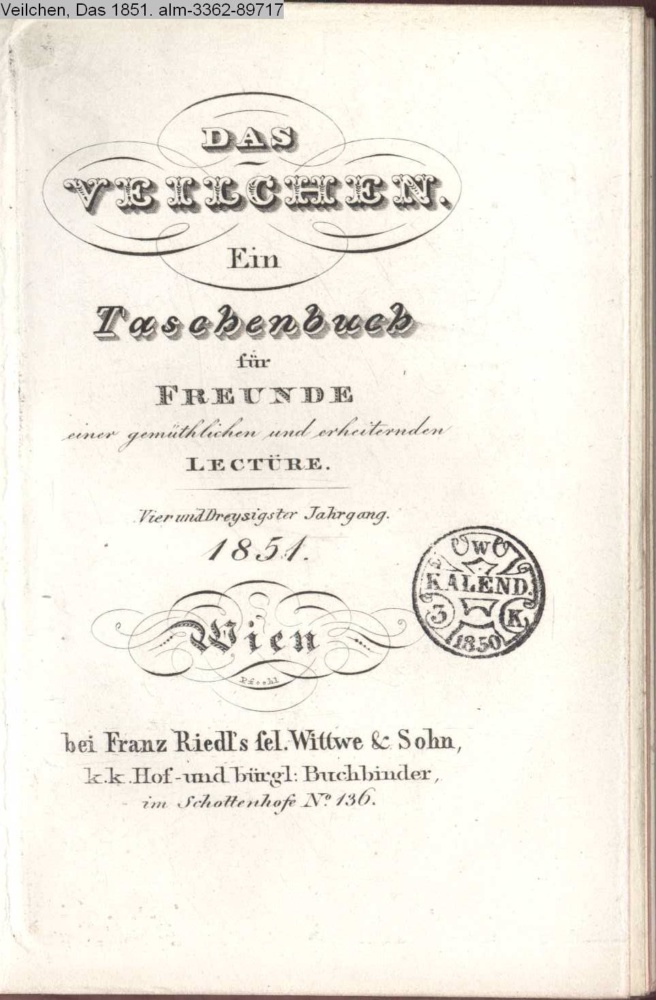 Veilchen, Das 1851. alm-3362-89717
DAS
VEILCHEN.
Ein
Taschenbuch
für
FREUNDE
einer gemüthlichen und erheiternden
LECTÜRE.
Vier und Dreysigster Jahrgang.
1851.
Wien
bei Franz Riedl's sel. Wittwe & Sohn,
k.k. Hof- und bürgl: Buchbinder,
im Schottenhofe No. 136.
W
KALEND.
3 K.
1850